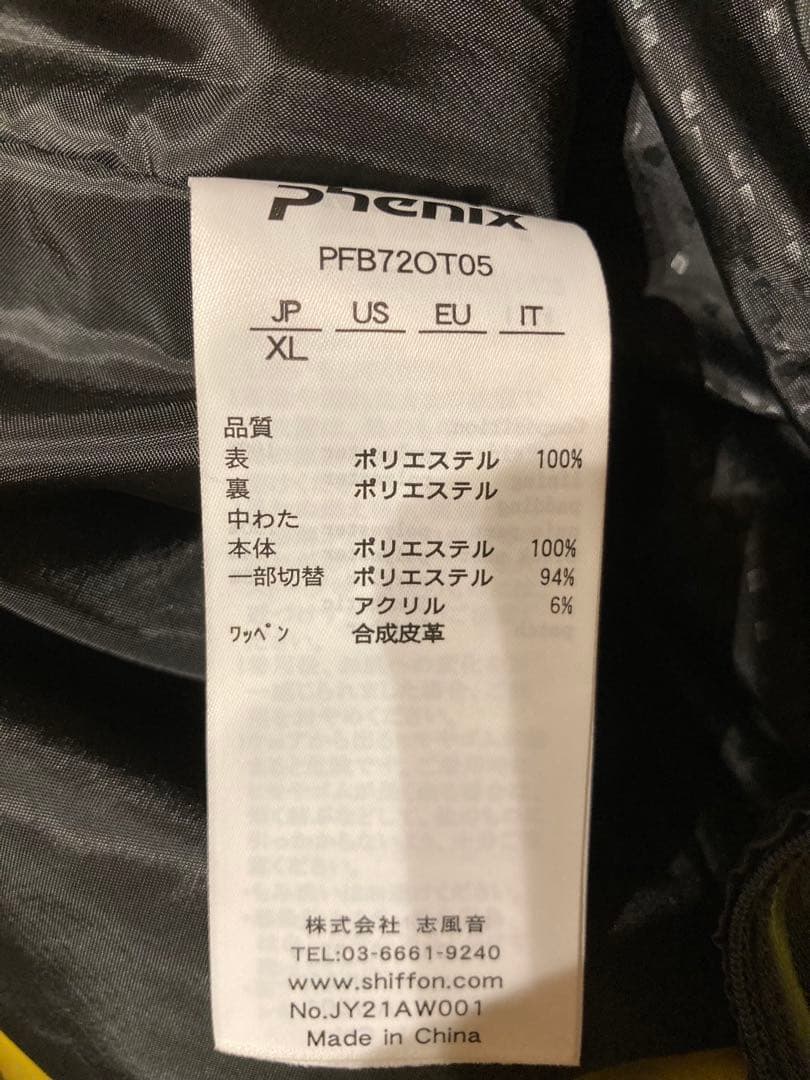 phenix
PFB72OT05
JP US EU IT
XL
品質
表 ポリエステル 100%
裏 ポリエステル
中わた
本体 ポリエステル 100%
一部切替 ポリエステル 94%
アクリル 6%
ワッペン 合成皮革
株式会社 志風音
TEL:03-6661-9240
www.shiffon.com
No.JY21AW001
Made in China